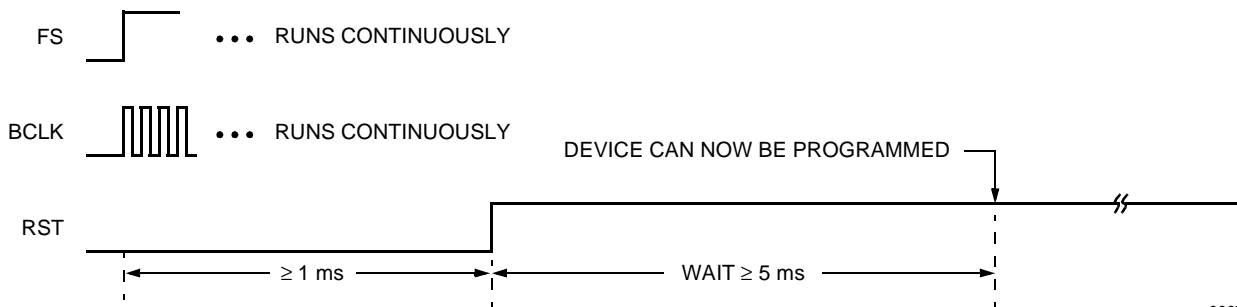 FS ••• RUNS CONTINUOUSLY
BCLK ••• RUNS CONTINUOUSLY
DEVICE CAN NOW BE PROGRAMMED
RST
≥ 1 ms WAIT ≥ 5 ms